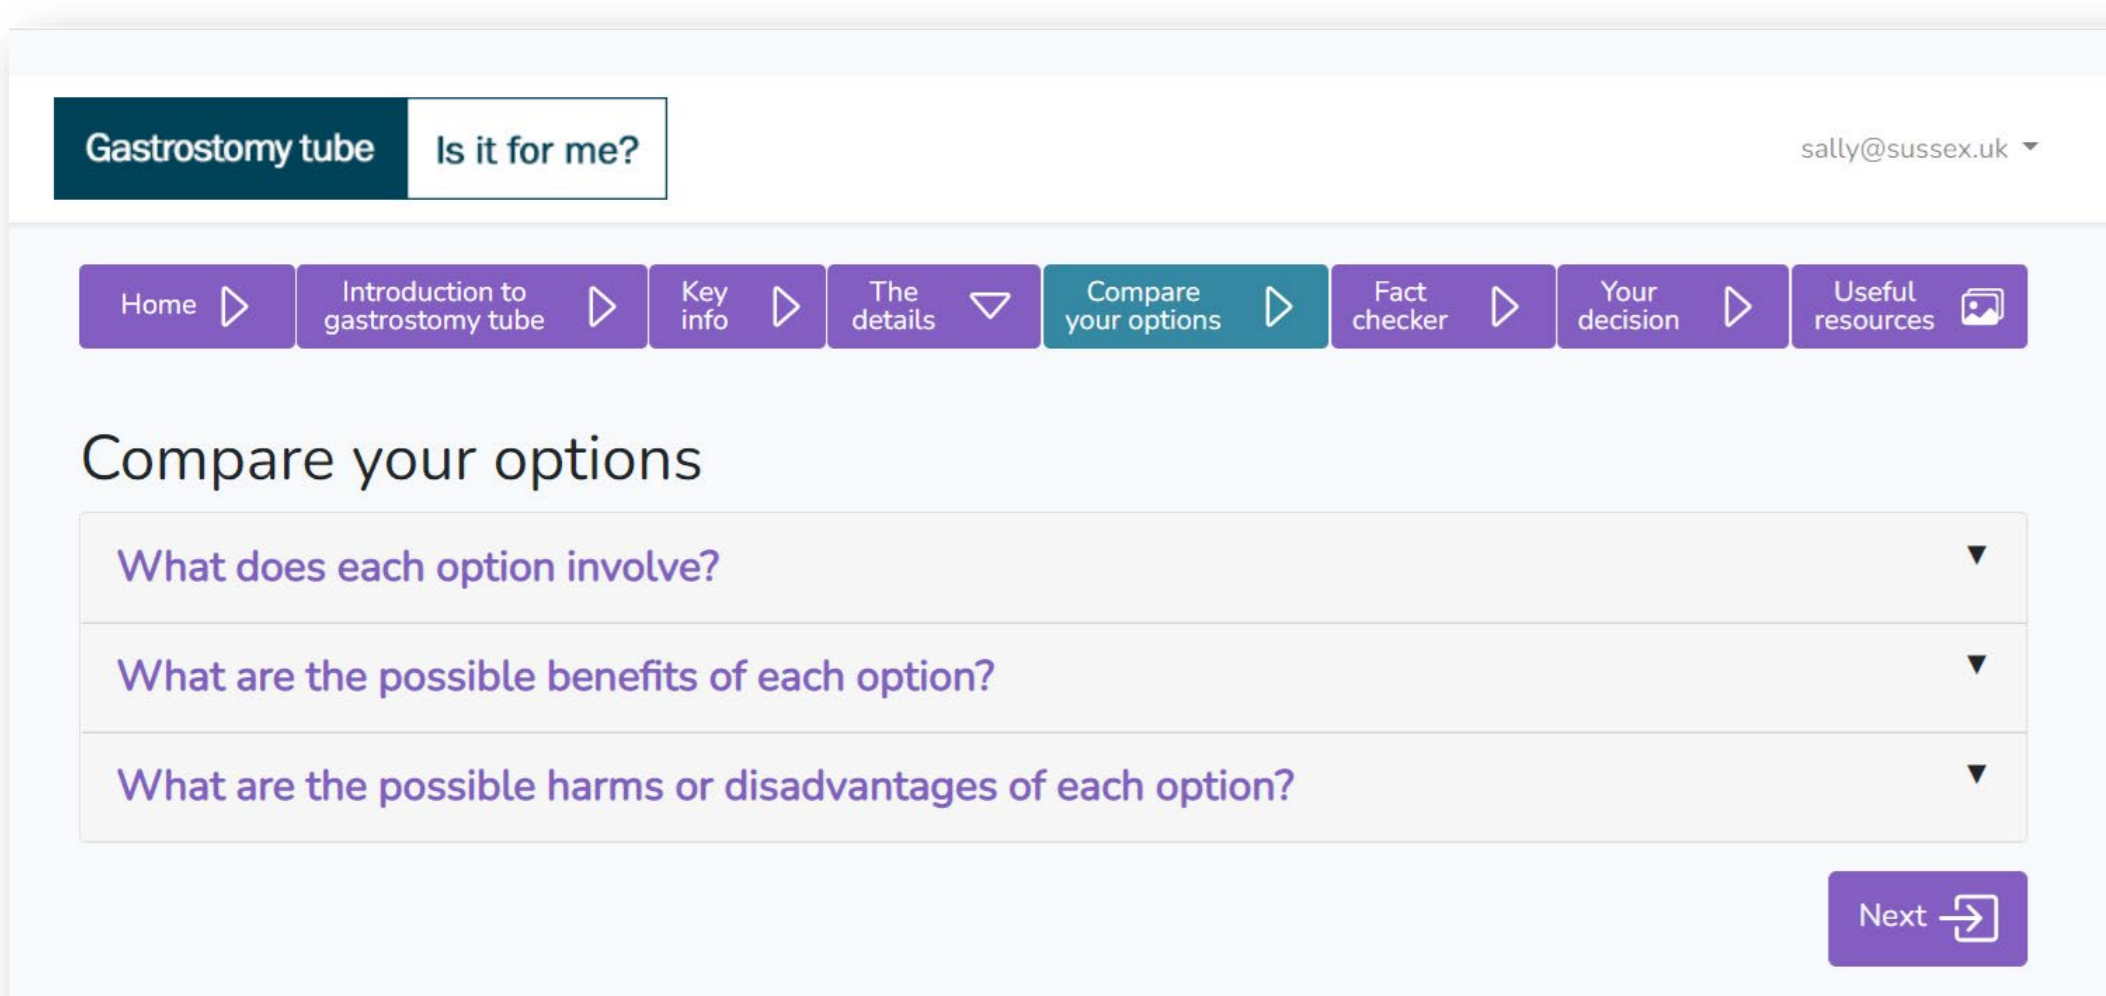 Gastrostomy tube
Is it for me?
sally@sussex.uk
Home
Introduction to
gastrostomy tube
Key
info
The
details
Compare
your options
Fact
checker
Your
decision
Useful
resources
Compare your options
What does each option involve?
What are the possible benefits of each option?
What are the possible harms or disadvantages of each option?
Next